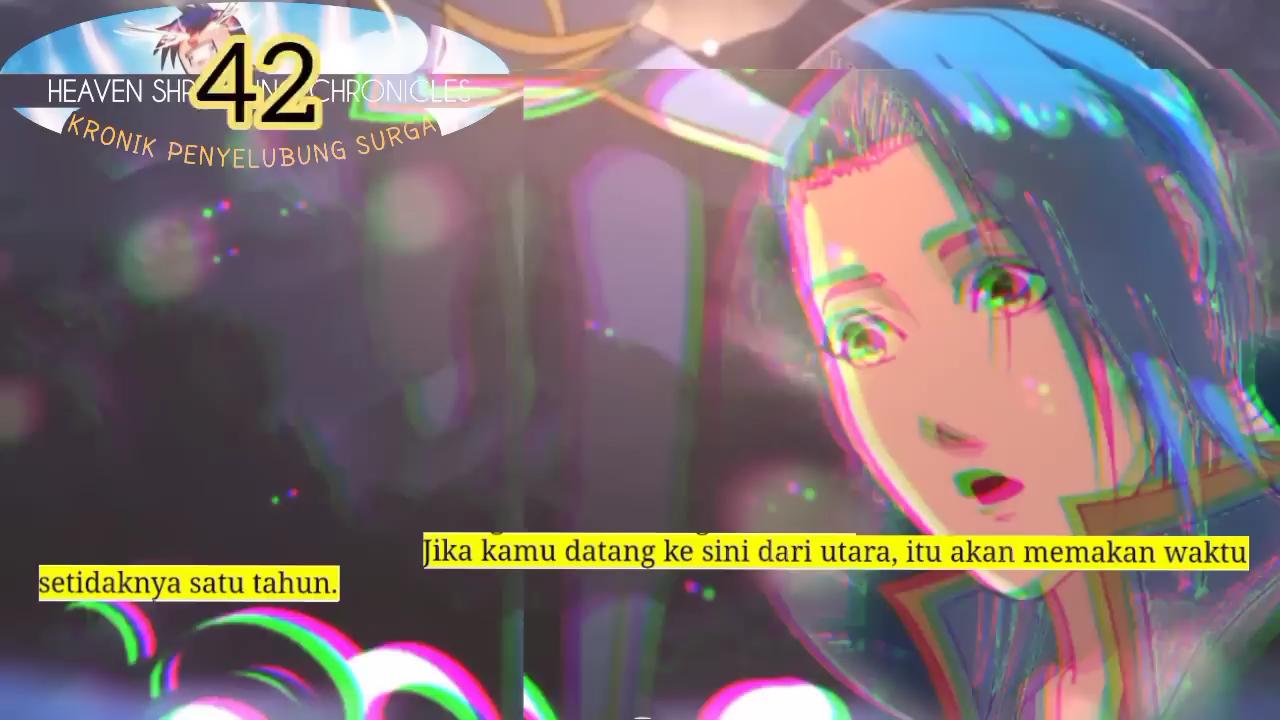 42
HEAVEN SHR CHRONICLES
KRONIK PENYELUBUNG SURGA
Jika kamu datang ke sini dari utara, itu akan memakan waktu
setidaknya satu tahun.